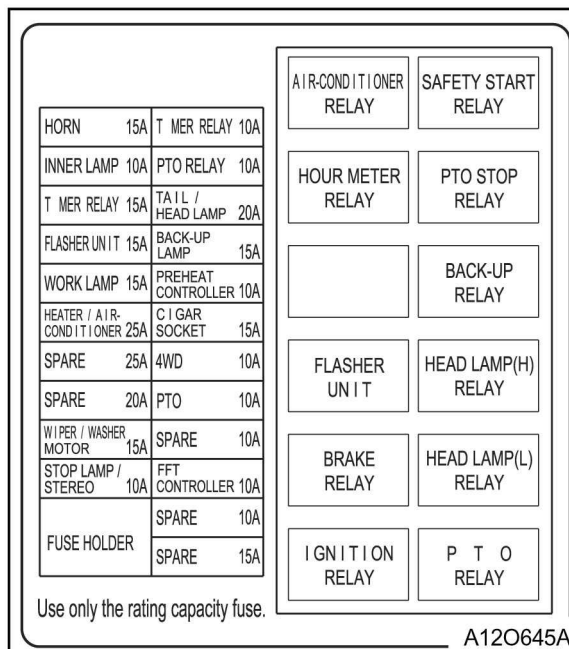 HORN 15A T MER RELAY 10A
INNER LAMP 10A PTO RELAY 10A
T MER RELAY 15A TAIL /
HEAD LAMP 20A
FLASHER UNIT 15A BACK-UP
LAMP 15A
WORK LAMP 15A PREHEAT
CONTROLLER 10A
HEATER / AIR-
CONDITIONER 25A CIGAR
SOCKET 15A
SPARE 25A 4WD 10A
SPARE 20A PTO 10A
WIPER / WASHER
MOTOR 15A SPARE 10A
STOP LAMP /
STEREO 10A FFT
CONTROLLER 10A
FUSE HOLDER
SPARE 10A
SPARE 15A
Use only the rating capacity fuse.
AIR-CONDITIONER
RELAY
SAFETY START
RELAY
HOUR METER
RELAY
PTO STOP
RELAY
BACK-UP
RELAY
FLASHER
UNIT
HEAD LAMP(H)
RELAY
BRAKE
RELAY
HEAD LAMP(L)
RELAY
IGNITION
RELAY
P T O
RELAY
A12O645A